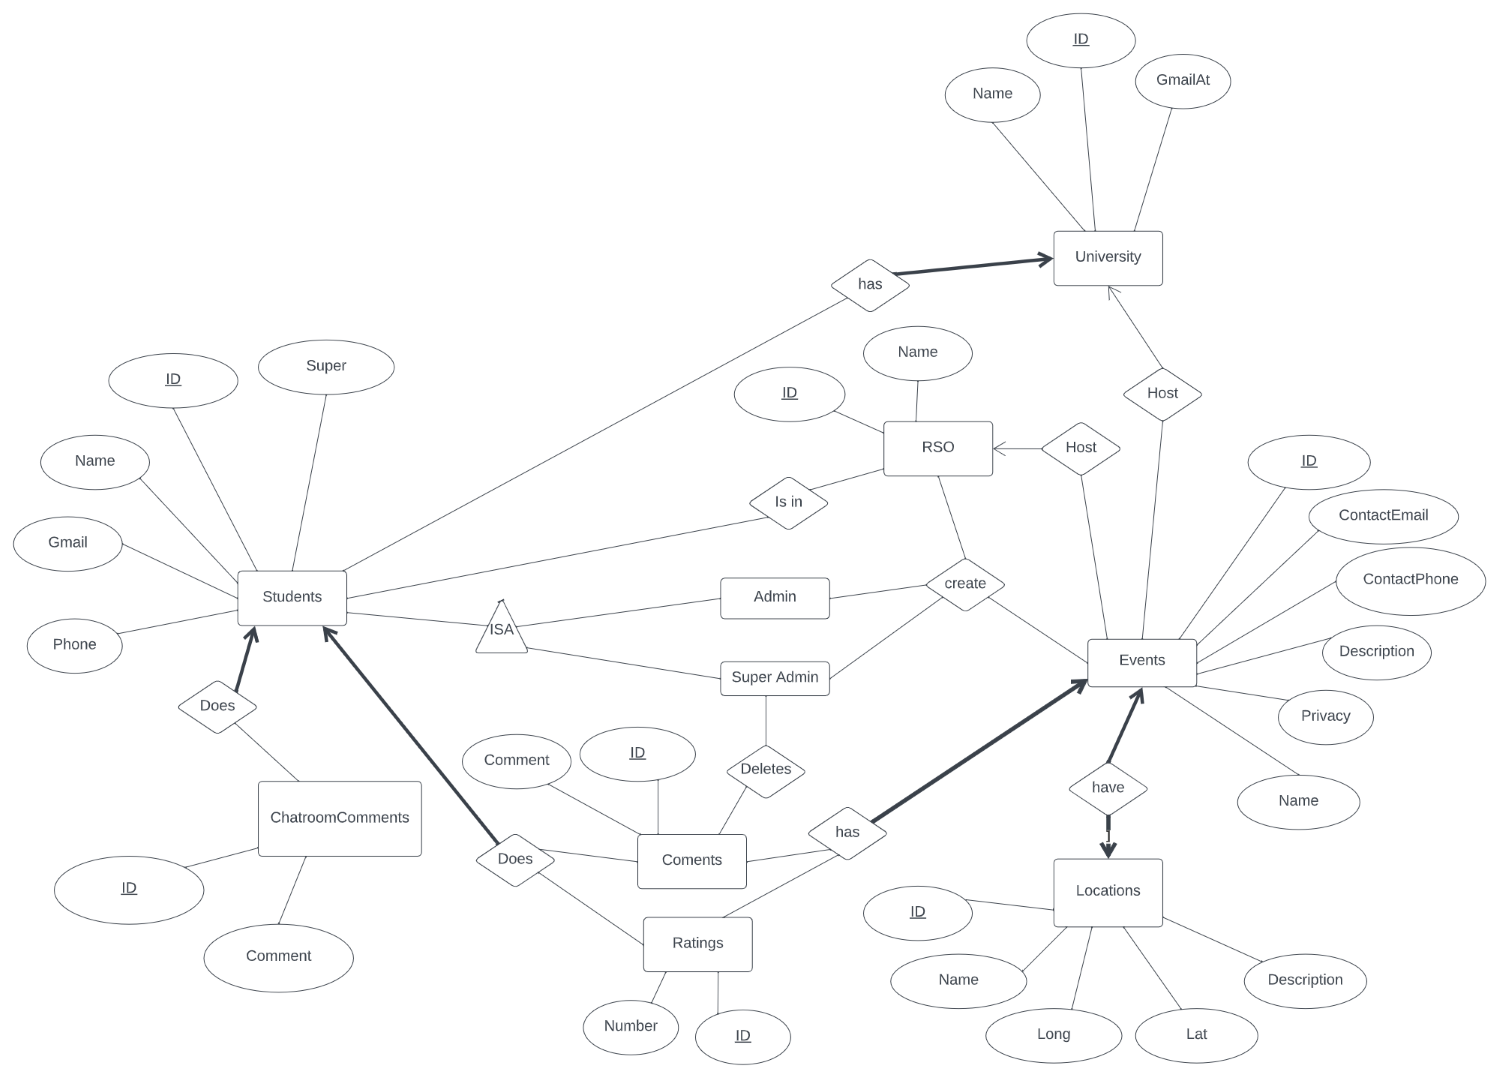 ID
GmailAt
Name
University
has
Name
Super
ID
ID
Host
RSO
Host
Name
ID
Is in
ContactEmail
Gmail
ContactPhone
create
Students
Admin
ISA
Phone
Description
Events
Super Admin
Does
Privacy
Comment
ID
Deletes
have
Name
ChatroomComments
has
Does
Coments
ID
Locations
ID
Ratings
Comment
Name
Description
Number
ID
Long
Lat